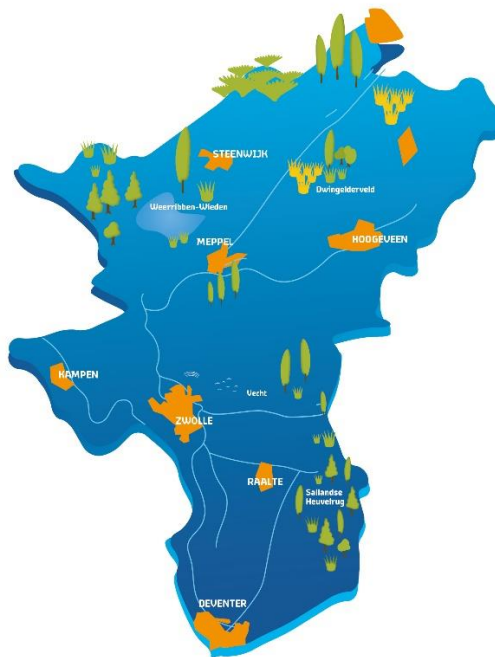 STEENWIJK
Dwingelderveld
Weerribben-Wieden
HOOGEVEEN
MEPPEL
KAMPEN
Vecht
ZWOLLE
RAALTE
Sallandse
Heuvelrug
DEVENTER